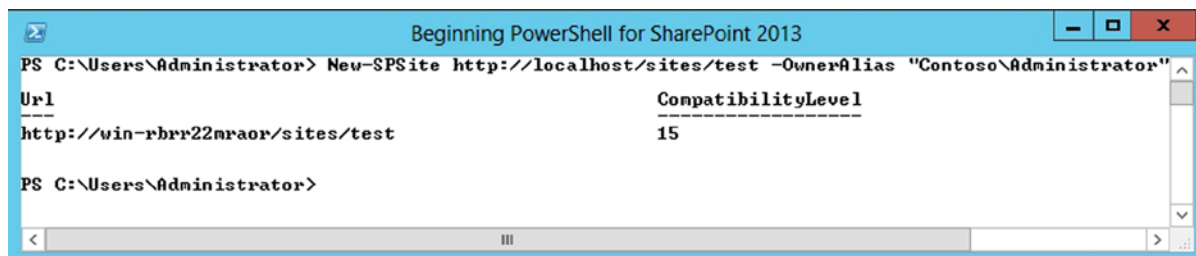 Beginning PowerShell for SharePoint 2013
PS C:\Users\Administrator> New-SPSite http://localhost/sites/test -OwnerAlias "Contoso\Administrator"
Url CompatibilityLevel
--- ------------------
http://win-rbrr22mraor/sites/test 15
PS C:\Users\Administrator>